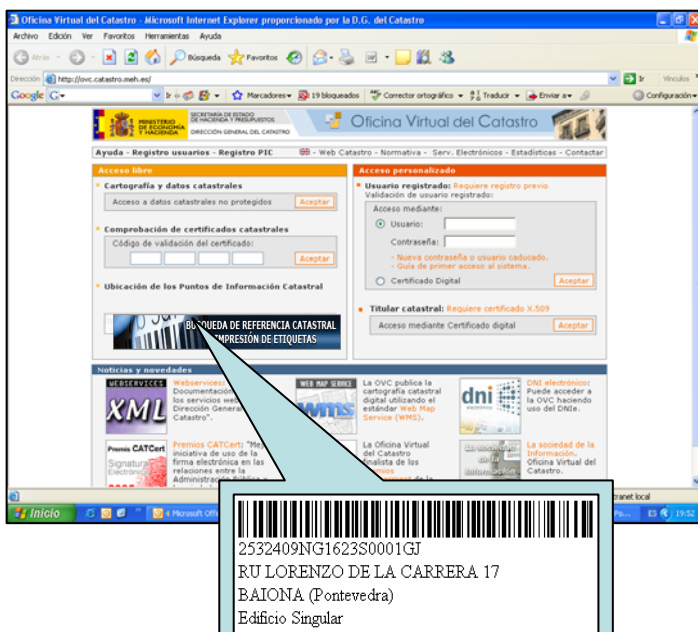 Oficina Virtual del Catastro - Microsoft Internet Explorer proporcionado por la D.G. del Catastro
Archivo Edición Ver Favoritos Herramientas Ayuda
Atrás Búsqueda Favoritos
Dirección http://ovc.catastro.meh.es/ Ir Vínculos
Google G Ir Marcadores 19 bloqueados Corrector ortográfico Traducir Enviar a Configuración
MINISTERIO DE ECONOMÍA Y HACIENDA
SECRETARÍA DE ESTADO DE HACIENDA Y PRESUPUESTOS
DIRECCIÓN GENERAL DEL CATASTRO
Oficina Virtual del Catastro
Ayuda - Registro usuarios - Registro PIC - Web Catastro - Normativa - Serv. Electrónicos - Estadísticas - Contactar
Acceso libre
Cartografía y datos catastrales
Acceso a datos catastrales no protegidos Aceptar
Comprobación de certificados catastrales
Código de validación del certificado:
Aceptar
Ubicación de los Puntos de Información Catastral
BÚSQUEDA DE REFERENCIA CATASTRAL
IMPRESIÓN DE ETIQUETAS
Acceso personalizado
Usuario registrado: Requiere registro previo
Validación de usuario registrado:
Acceso mediante:
Usuario:
Contraseña:
- Nueva contraseña o usuario caducado.
- Guía de primer acceso al sistema.
Certificado Digital Aceptar
Titular catastral: Requiere certificado X.509
Acceso mediante Certificado digital Aceptar
Noticias y novedades
WEBSERVICES
XML
Webservices:
Documentación
los servicios
Dirección General
Catastro".
WEB MAP SERVICE
wms
La OVC publica la
cartografía catastral
digital utilizando el
estándar Web Map
Service (WMS).
dni
electrónico
DNI electrónico:
Puede acceder a
la OVC haciendo
uso del DNIe.
Premis CATCert
Signatura
Electrònica
Premios CATCert:
iniciativa de uso de la
firma electrónica en las
relaciones entre la
Administración Pública
La Oficina Virtual
del Catastro
finalista de los
de la
La sociedad
de la
Información
La sociedad de la
Información.
Oficina Virtual del
Catastro.
Inicio
19:52
2532409NG1623S0001GJ
RU LORENZO DE LA CARRERA 17
BAIONA (Pontevedra)
Edificio Singular